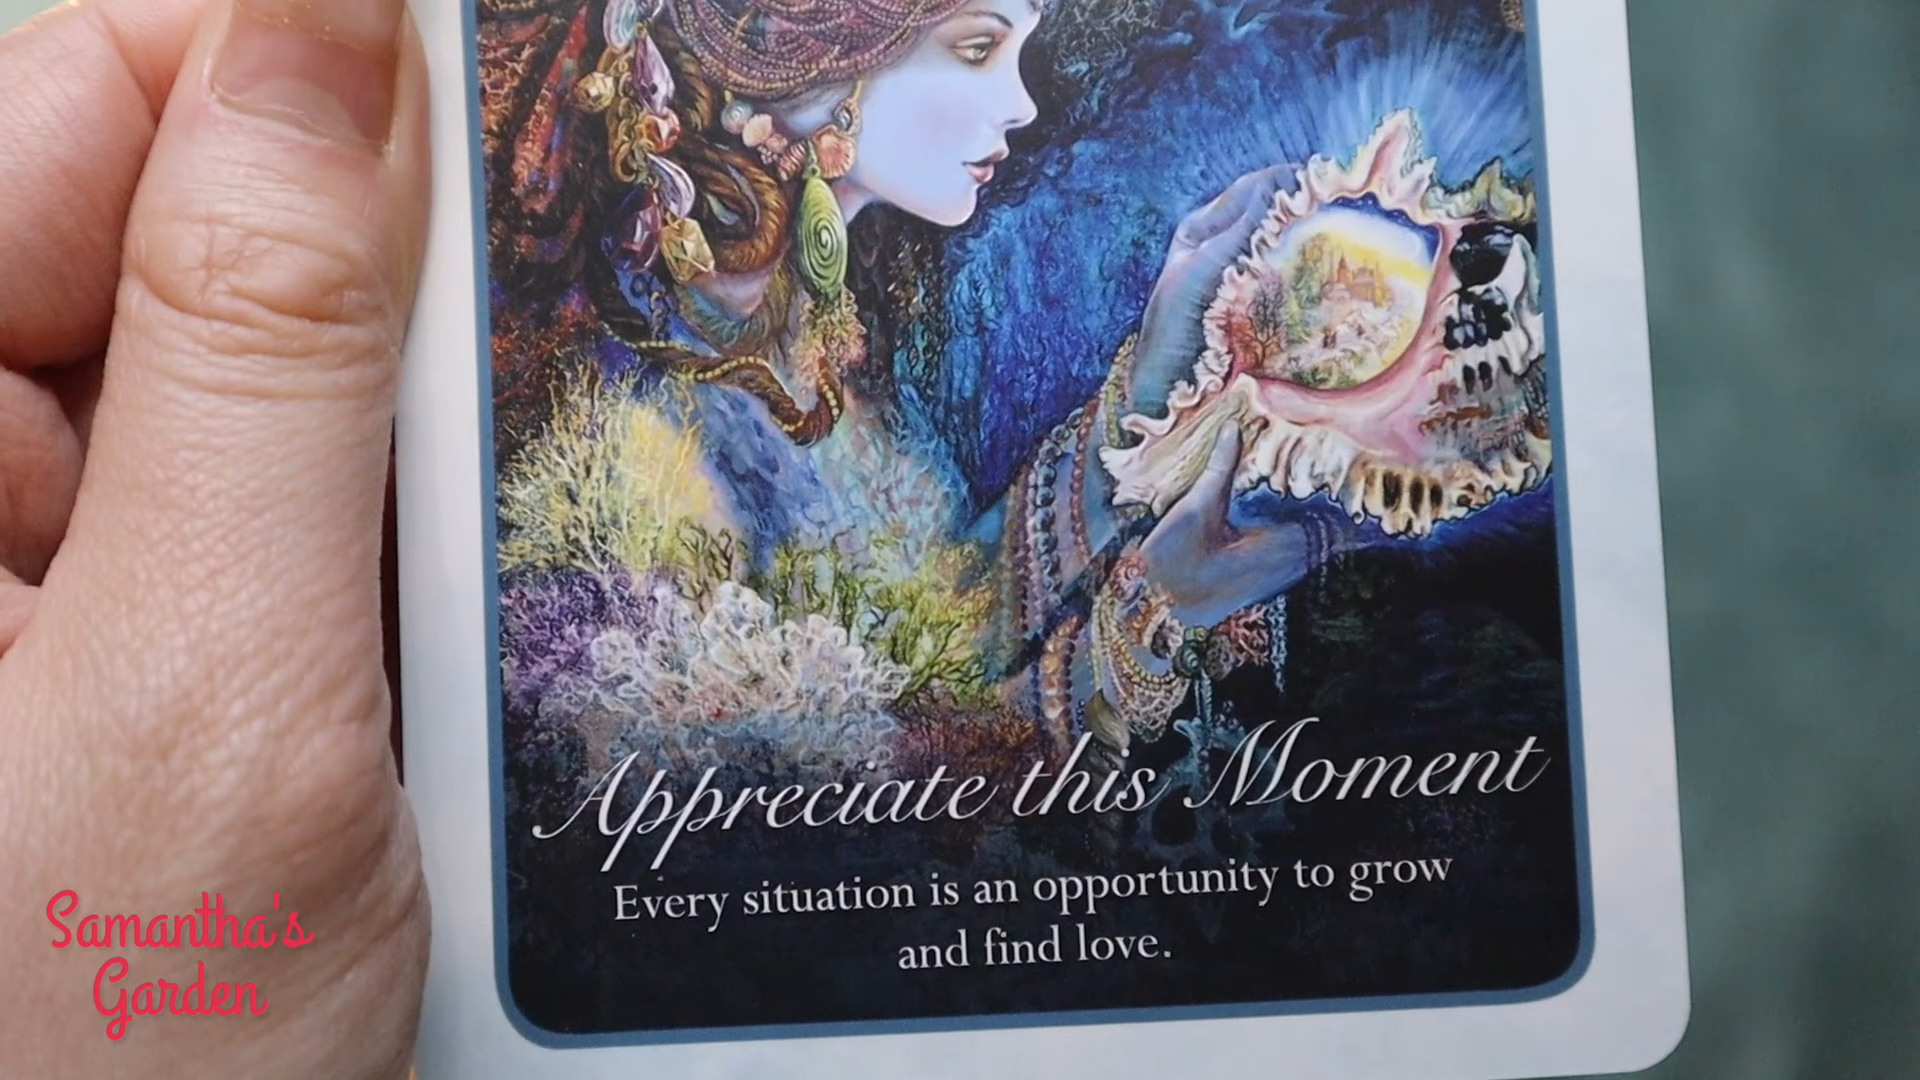 Appreciate this Moment
Every situation is an opportunity to grow
and find love.
Samantha's
Garden